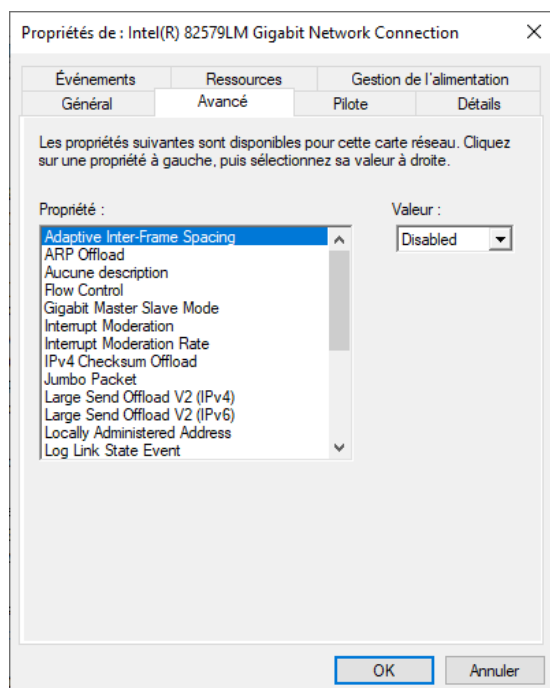 Propriétés de : Intel(R) 82579LM Gigabit Network Connection
Événements Ressources Gestion de l'alimentation
Général Avancé Pilote Détails
Les propriétés suivantes sont disponibles pour cette carte réseau. Cliquez
sur une propriété à gauche, puis sélectionnez sa valeur à droite.
Propriété : Valeur :
Adaptive Inter-Frame Spacing Disabled
ARP Offload
Aucune description
Flow Control
Gigabit Master Slave Mode
Interrupt Moderation
Interrupt Moderation Rate
IPv4 Checksum Offload
Jumbo Packet
Large Send Offload V2 (IPv4)
Large Send Offload V2 (IPv6)
Locally Administered Address
Log Link State Event
OK Annuler